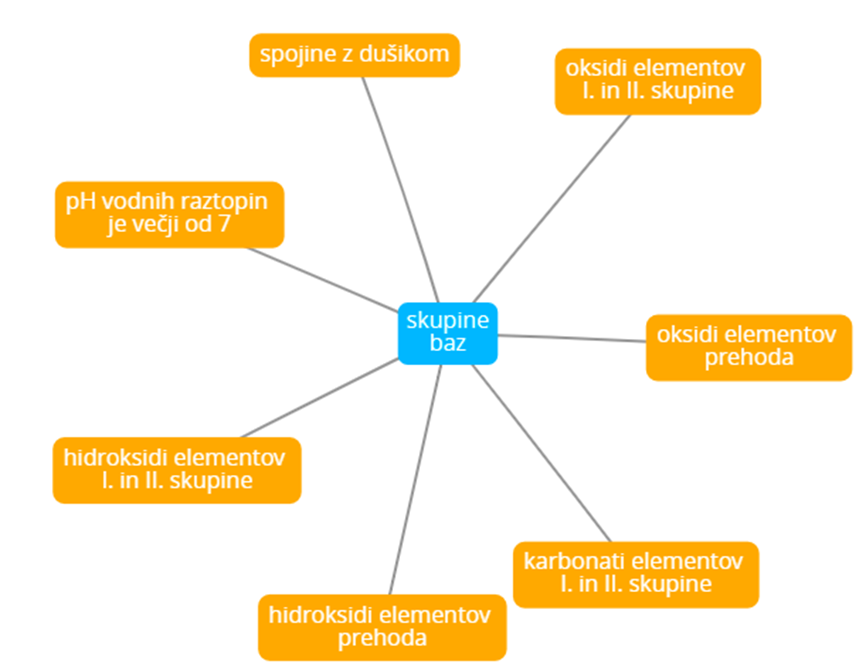 spojine z dušikom
oksidi elementov
I. in II. skupine
pH vodnih raztopin
je večji od 7
skupine
baz
oksidi elementov
prehoda
hidroksidi elementov
I. in II. skupine
karbonati elementov
I. in II. skupine
hidroksidi elementov
prehoda